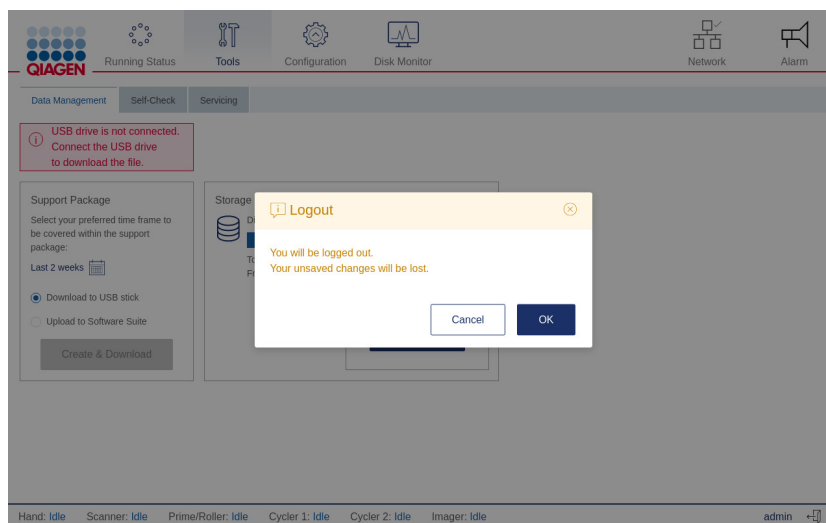 QIAGEN
Running Status
Tools
Configuration
Disk Monitor
Network
Alarm
Data Management
Self-Check
Servicing
USB drive is not connected.
Connect the USB drive
to download the file.
Support Package
Select your preferred time frame to
be covered within the support
package:
Last 2 weeks
Download to USB stick
Upload to Software Suite
Create & Download
Storage
Logout
You will be logged out.
Your unsaved changes will be lost.
Cancel
OK
Hand: Idle
Scanner: Idle
Prime/Roller: Idle
Cycler 1: Idle
Cycler 2: Idle
Imager: Idle
admin